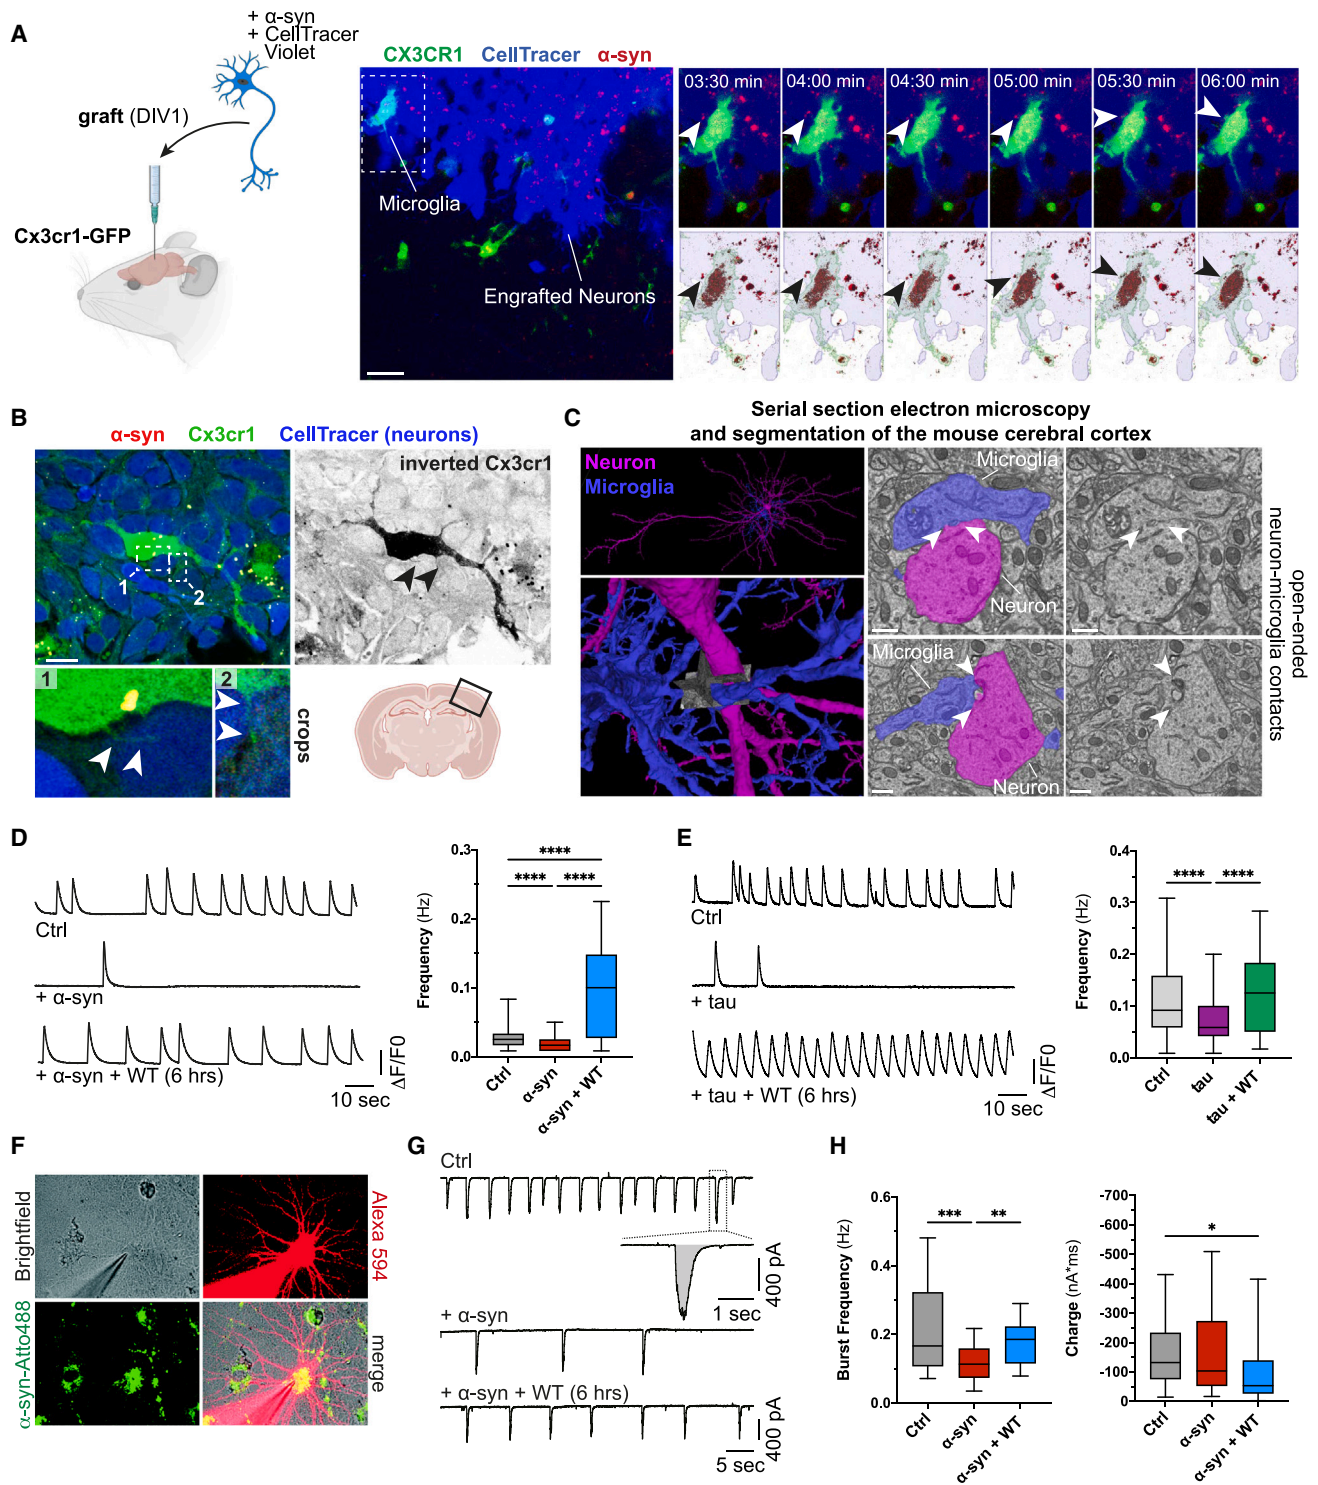 A
+ α-syn
+ CellTracer
Violet
graft (DIV1)
Cx3cr1-GFP
CX3CR1 CellTracer α-syn
Microglia
Engrafted Neurons
03:30 min 04:00 min 04:30 min 05:00 min 05:30 min 06:00 min
B
α-syn Cx3cr1 CellTracer (neurons)
inverted Cx3cr1
1
2
1
2
crops
C
Serial section electron microscopy
and segmentation of the mouse cerebral cortex
Neuron
Microglia
Microglia
Neuron
Microglia
Neuron
open-ended
neuron-microglia contacts
D
Ctrl
+ α-syn
+ α-syn + WT (6 hrs)
10 sec
ΔF/F0
Frequency (Hz)
0.3
0.2
0.1
0.0
****
**** ****
Ctrl
α-syn
α-syn + WT
E
Ctrl
+ tau
+ tau + WT (6 hrs)
10 sec
ΔF/F0
Frequency (Hz)
0.4
0.3
0.2
0.1
0.0
**** ****
Ctrl
tau
tau + WT
F
Brightfield
Alexa 594
α-syn-Atto488
merge
G
Ctrl
400 pA
1 sec
+ α-syn
+ α-syn + WT (6 hrs)
400 pA
5 sec
H
Burst Frequency (Hz)
0.6
0.4
0.2
0.0
*** **
Ctrl
α-syn
α-syn + WT
Charge (nA*ms)
-700
-600
-500
-400
-300
-200
-100
0
*
Ctrl
α-syn
α-syn + WT